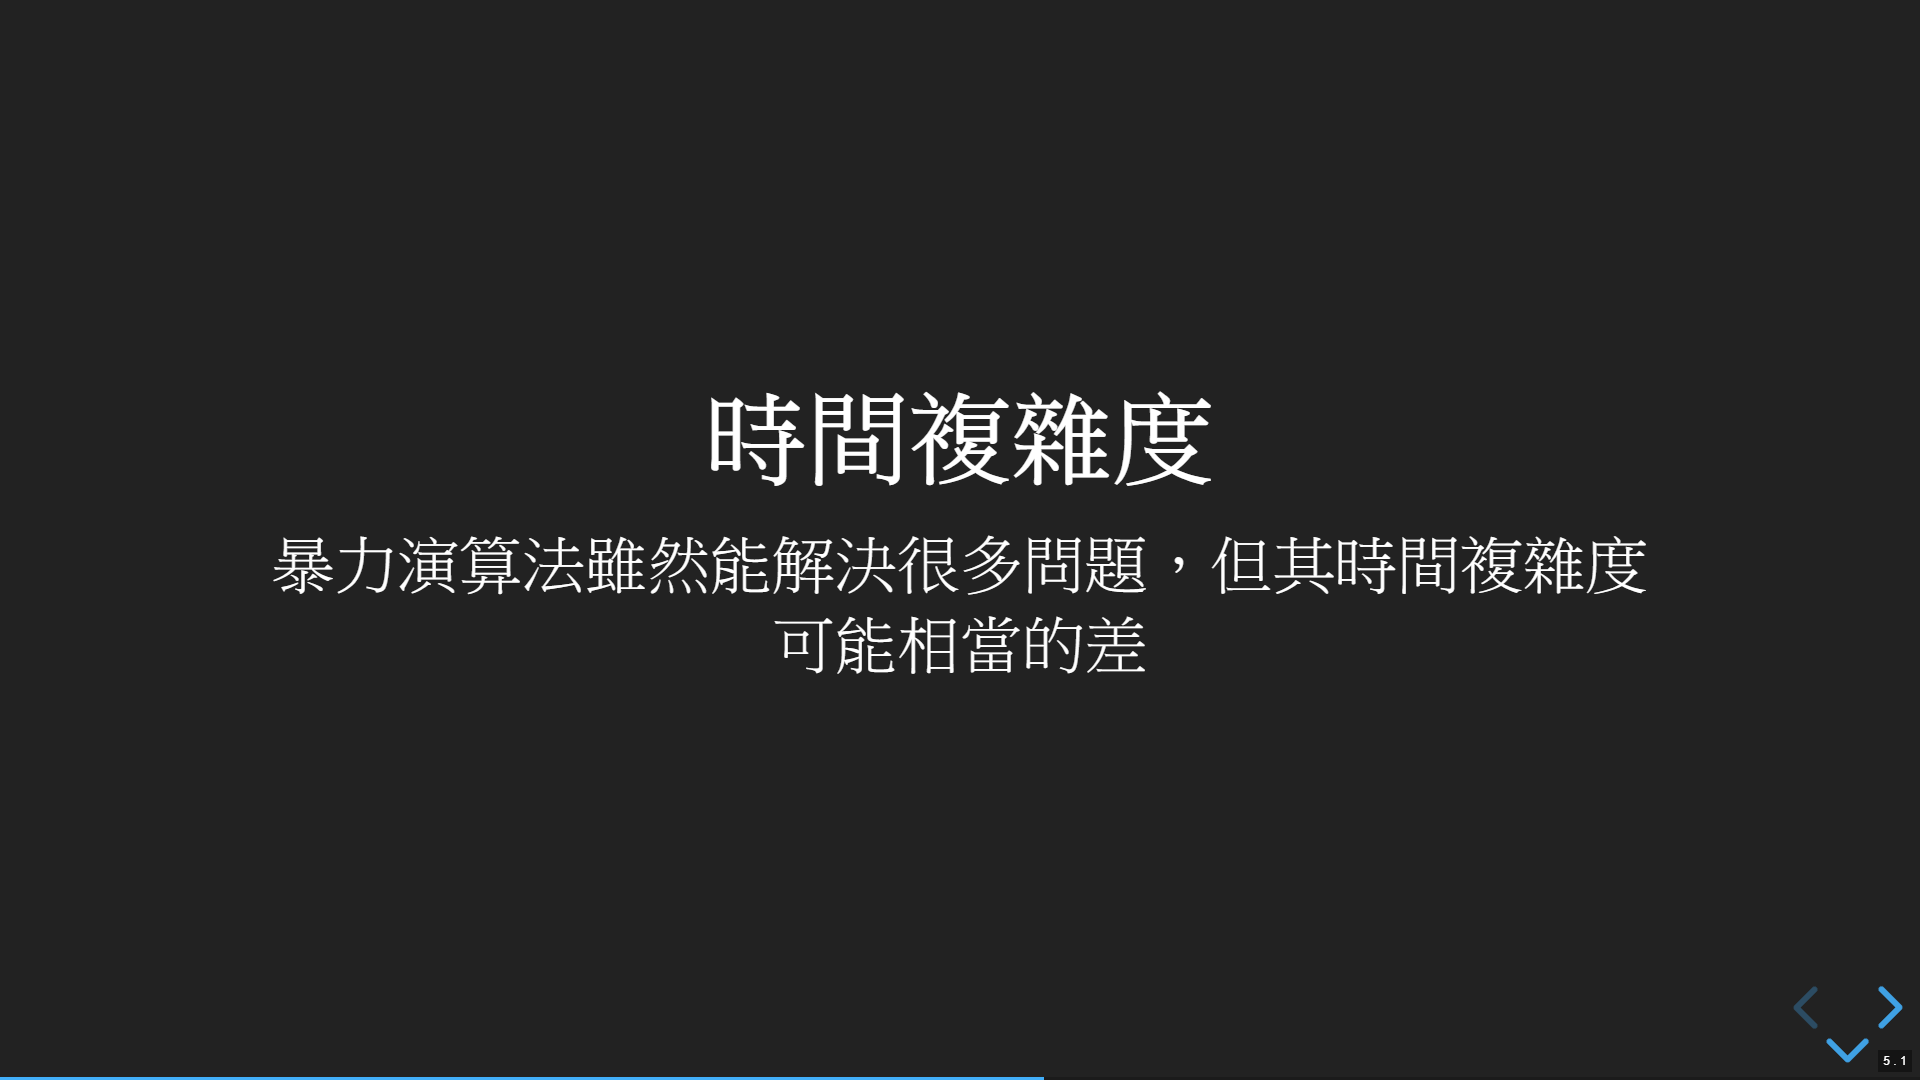 時間複雜度
暴力演算法雖然能解決很多問題，但其時間複雜度
可能相當的差
5.1